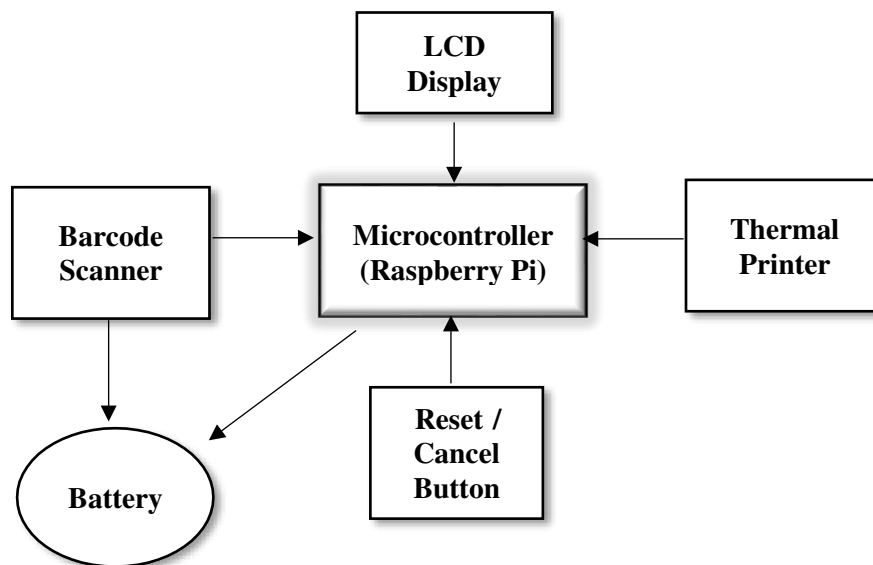 LCD
Display
Barcode
Scanner
Microcontroller
(Raspberry Pi)
Thermal
Printer
Battery
Reset /
Cancel
Button